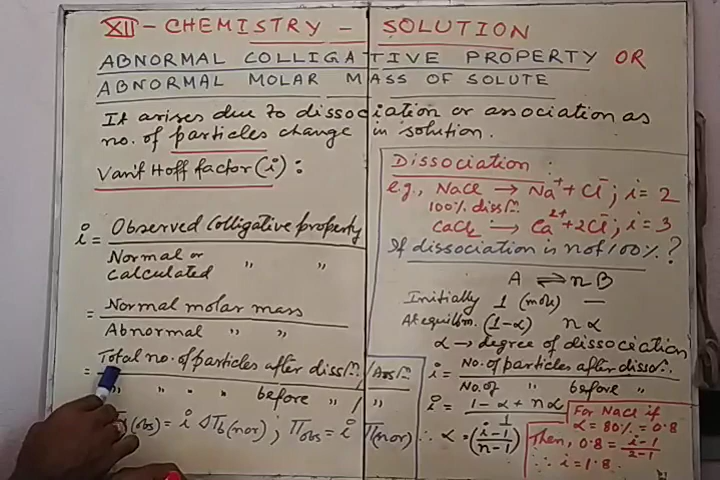 XII - CHEMISTRY - SOLUTION
ABNORMAL COLLIGATIVE PROPERTY OR
ABNORMAL MOLAR MASS OF SOLUTE
It arises due to dissociation or association as
no. of particles change in solution.
Van't Hoff factor (i):
i = Observed Colligative property
Normal or
calculated " "
= Normal molar mass
Abnormal " "
= Total no. of particles after dissn./Assn.
" " " " before " / "
(obs) = i ΔTb(nor); Πobs = i Π(nor)
Dissociation:
e.g., NaCl → Na⁺ + Cl⁻; i = 2
100% dissn.
CaCl₂ → Ca²⁺ + 2Cl⁻; i = 3
If dissociation is not 100%?
A ⇌ nB
Initially 1 (mole) —
At equilbm. (1-α) nα
α → degree of dissociation
i = No. of particles after dissn.
No. of " before "
i = 1 - α + nα
1
∴ α = (i-1/n-1)
For NaCl if
α = 80% = 0.8
Then, 0.8 = i-1/2-1
∴ i = 1.8